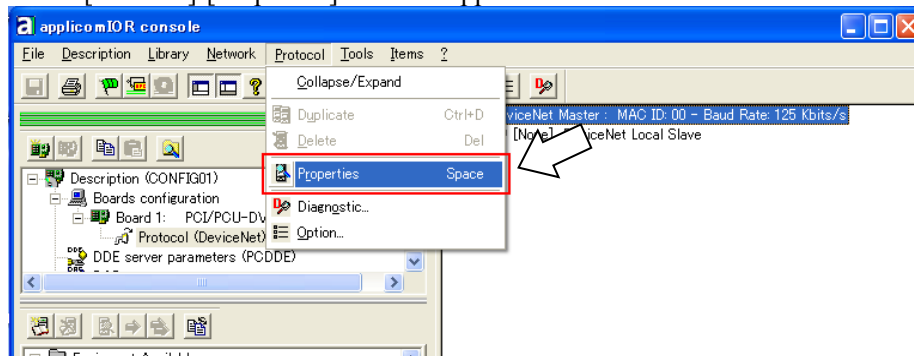 applicomIOR console
File Description Library Network Protocol Tools Items ?
Collapse/Expand
Duplicate Ctrl+D
Delete Del
Properties Space
Diagnostic...
Option...
viceNet Master : MAC ID: 00 - Baud Rate: 125 Kbits/s
[None] DeviceNet Local Slave
Description (CONFIG01)
Boards configuration
Board 1: PCI/PCU-DV
Protocol (DeviceNet)
DDE server parameters (PCDDE)